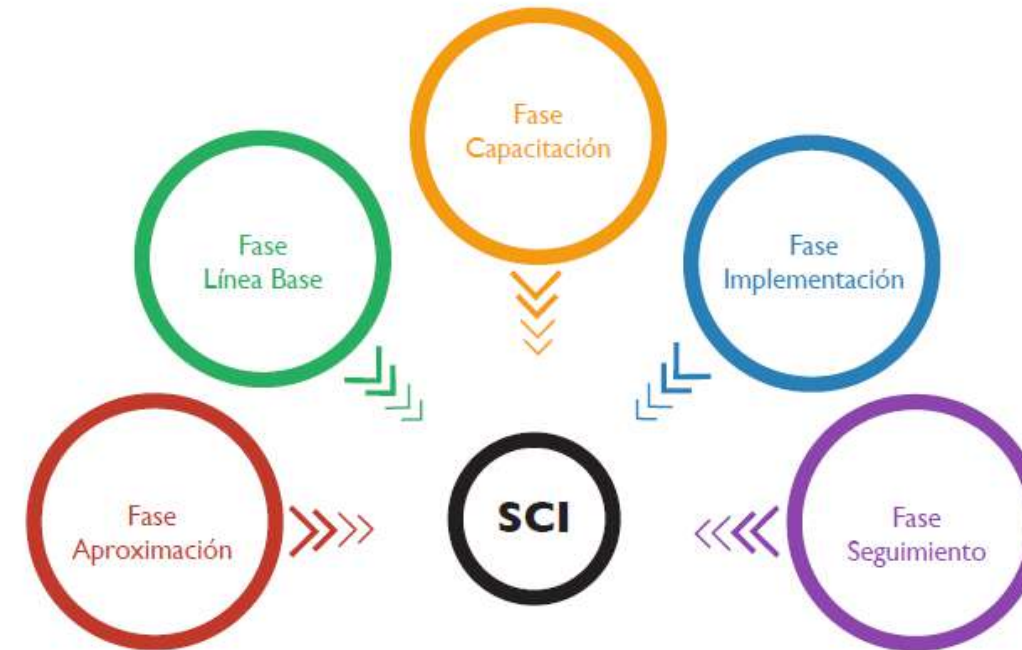 Fase
Capacitación
Fase
Línea Base
Fase
Implementación
Fase
Aproximación
SCI
Fase
Seguimiento